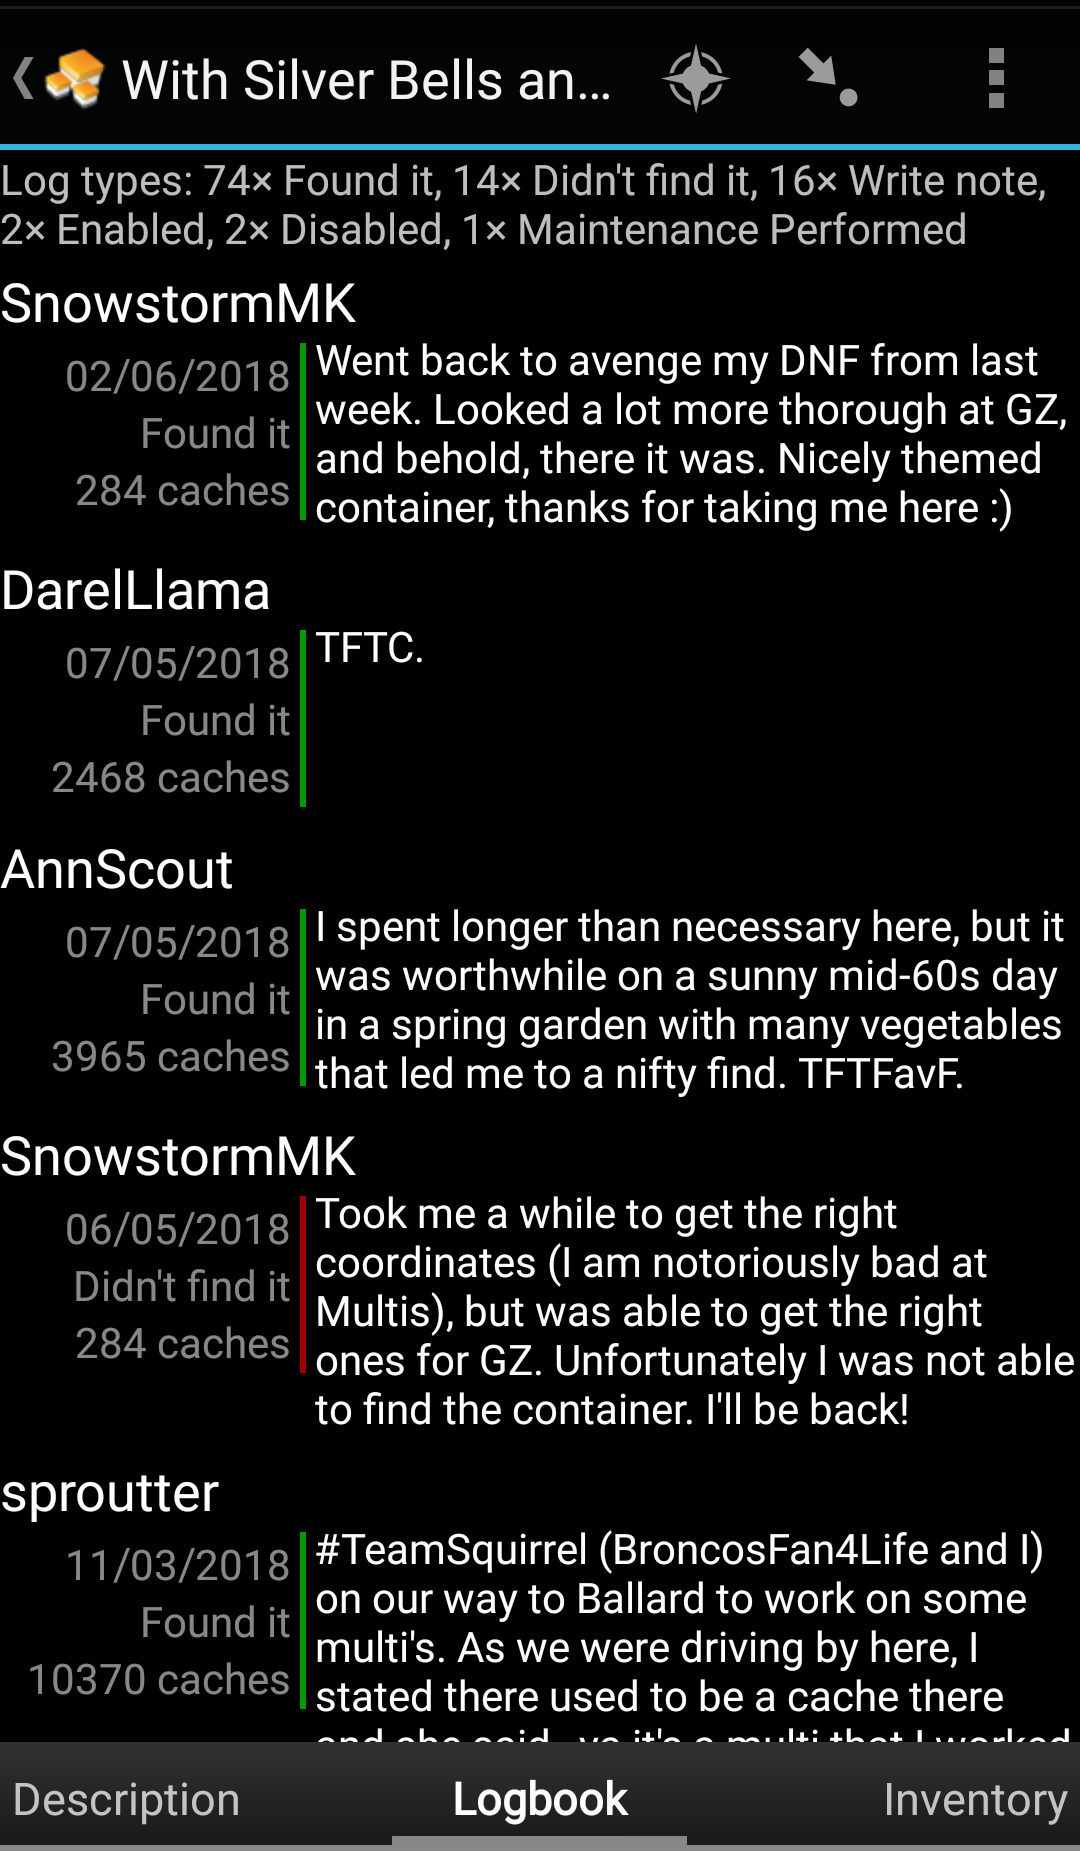 With Silver Bells an...
Log types: 74× Found it, 14× Didn't find it, 16× Write note,
2× Enabled, 2× Disabled, 1× Maintenance Performed
SnowstormMK
02/06/2018
Found it
284 caches
Went back to avenge my DNF from last
week. Looked a lot more thorough at GZ,
and behold, there it was. Nicely themed
container, thanks for taking me here :)
DarelLlama
07/05/2018
Found it
2468 caches
TFTC.
AnnScout
07/05/2018
Found it
3965 caches
I spent longer than necessary here, but it
was worthwhile on a sunny mid-60s day
in a spring garden with many vegetables
that led me to a nifty find. TFTFavF.
SnowstormMK
06/05/2018
Didn't find it
284 caches
Took me a while to get the right
coordinates (I am notoriously bad at
Multis), but was able to get the right
ones for GZ. Unfortunately I was not able
to find the container. I'll be back!
sproutter
11/03/2018
Found it
10370 caches
#TeamSquirrel (BroncosFan4Life and I)
on our way to Ballard to work on some
multi's. As we were driving by here, I
stated there used to be a cache there
and she said, ya it's a multi that I worked
Description
Logbook
Inventory